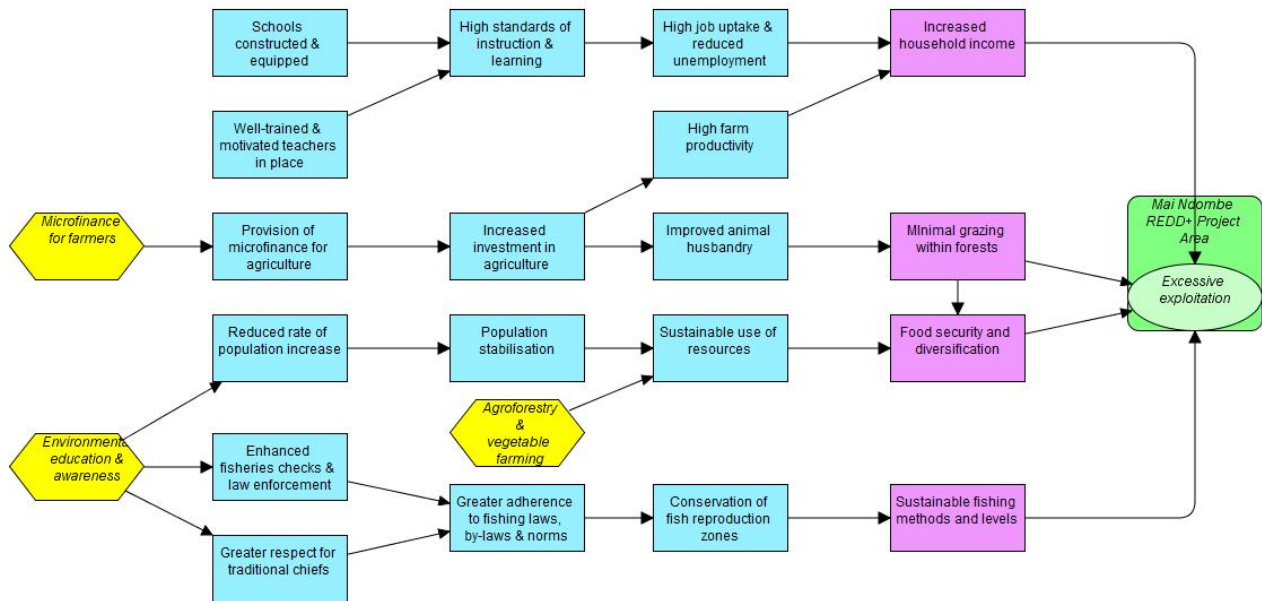 Schools
constructed &
equipped
High standards of
instruction &
learning
High job uptake &
reduced
unemployment
Increased
household income
Well-trained &
motivated teachers
in place
High farm
productivity
Microfinance
for farmers
Provision of
microfinance for
agriculture
Increased
investment in
agriculture
Improved animal
husbandry
MInimal grazing
within forests
Mai Ndombe
REDD+ Project
Area
Excessive
exploitation
Reduced rate of
population increase
Population
stabilisation
Sustainable use of
resources
Food security and
diversification
Agroforestry
&
vegetable
farming
Environmenta
education &
awareness
Enhanced
fisheries checks &
law enforcement
Greater adherence
to fishing laws,
by-laws & norms
Conservation of
fish reproduction
zones
Sustainable fishing
methods and levels
Greater respect for
traditional chiefs